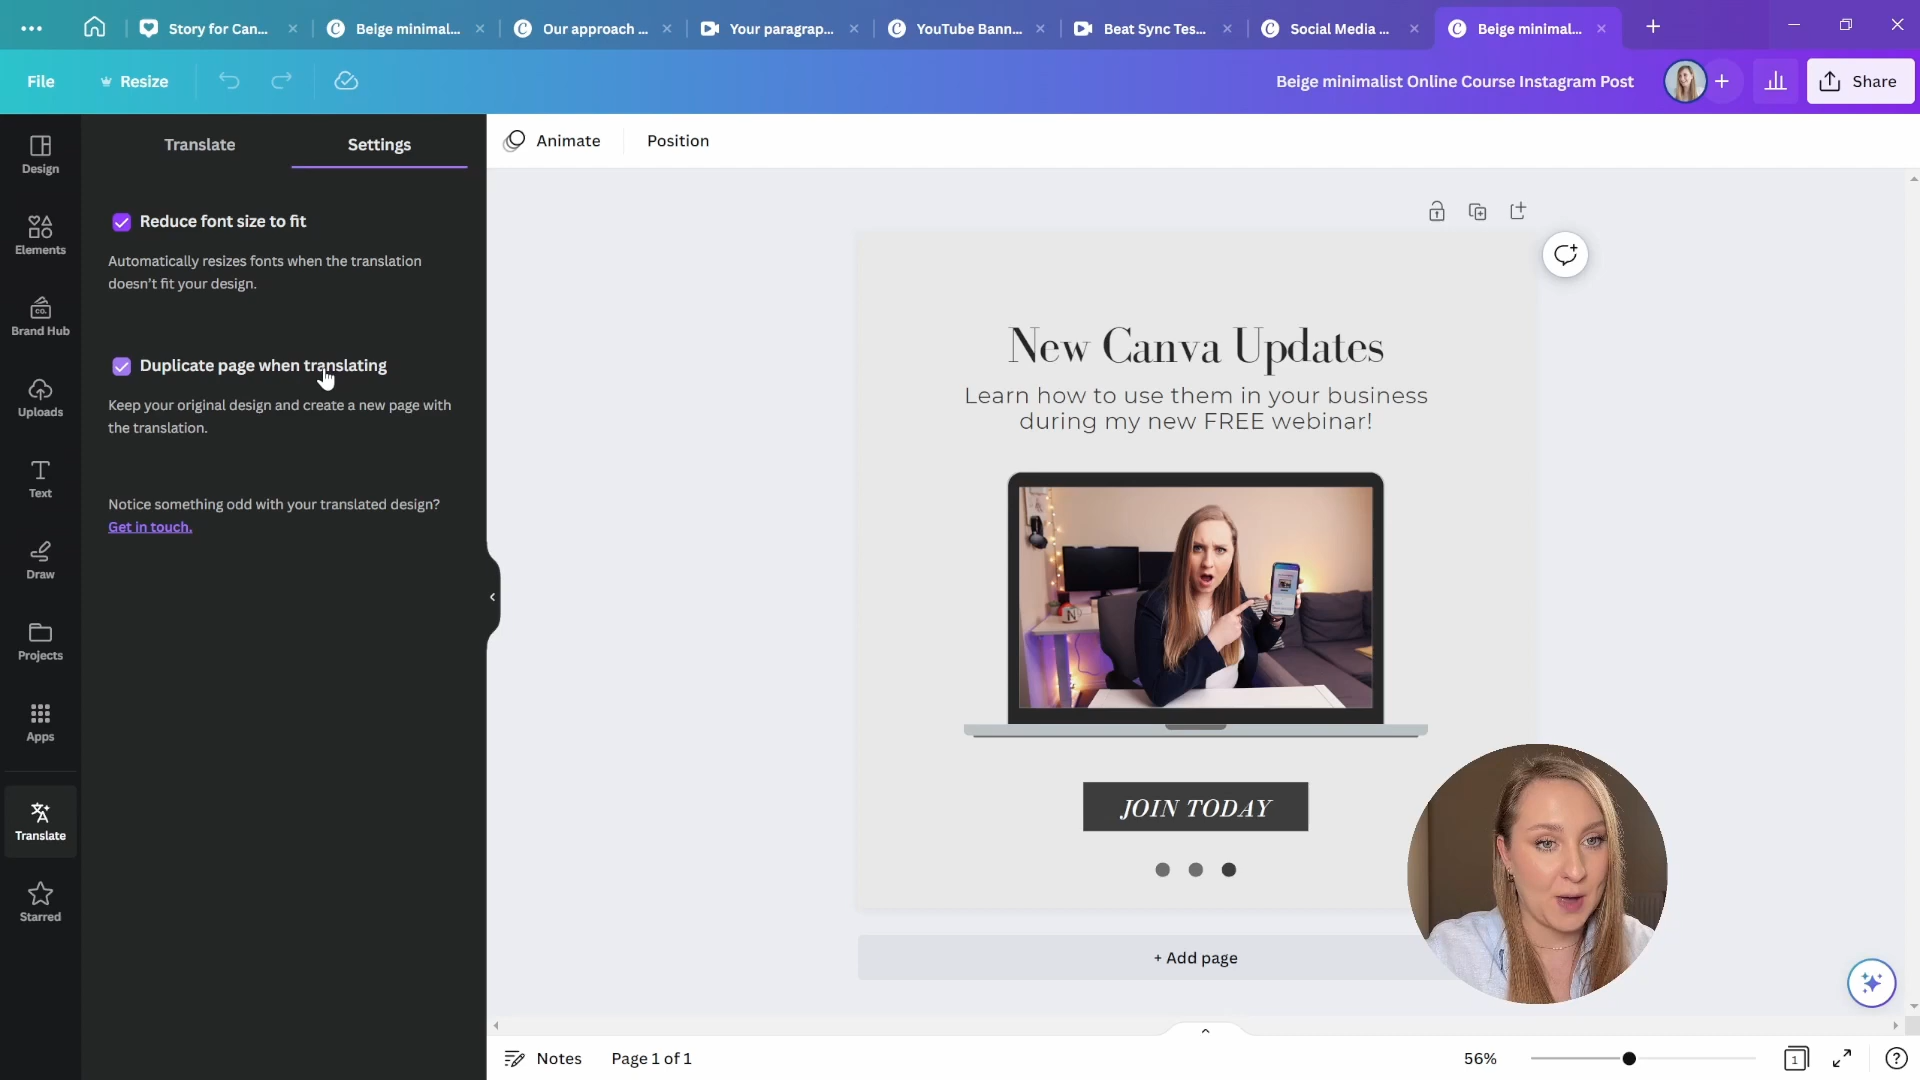 Story for Can...
Beige minimal...
Our approach ...
Your paragrap...
YouTube Bann...
Beat Sync Tes...
Social Media ...
Beige minimal...
File
Resize
Beige minimalist Online Course Instagram Post
Share
Design
Elements
Brand Hub
Uploads
Text
Draw
Projects
Apps
Translate
Starred
Translate
Settings
Reduce font size to fit
Automatically resizes fonts when the translation
doesn't fit your design.
Duplicate page when translating
Keep your original design and create a new page with
the translation.
Notice something odd with your translated design?
Get in touch.
Animate
Position
New Canva Updates
Learn how to use them in your business
during my new FREE webinar!
N
JOIN TODAY
+ Add page
Notes
Page 1 of 1
56%
1